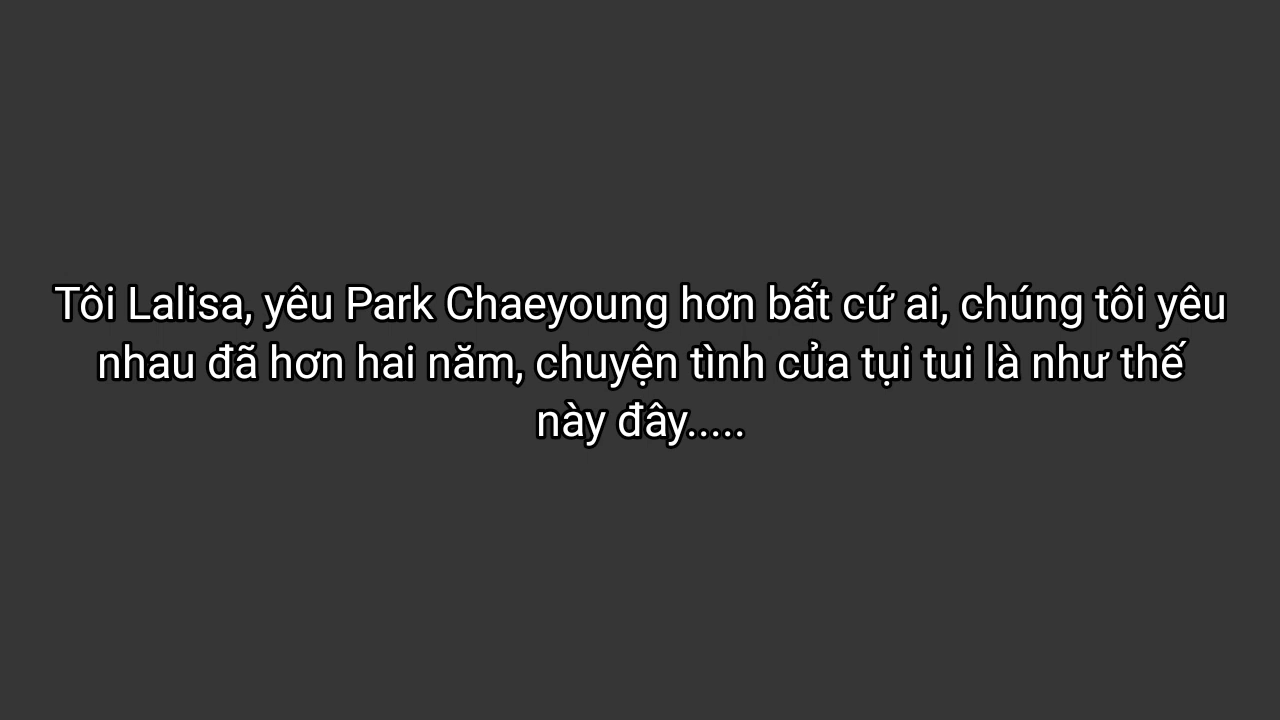 Tôi Lalisa, yêu Park Chaeyoung hơn bất cứ ai, chúng tôi yêu
nhau đã hơn hai năm, chuyện tình của tụi tui là như thế
này đây.....